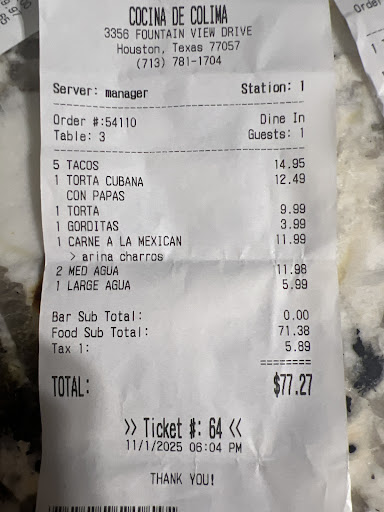 COCINA DE COLIMA
3356 FOUNTAIN VIEW DRIVE
Houston, Texas 77057
(713) 781-1704
Server: manager Station: 1
Order #:54110 Dine In
Table: 3 Guests: 1
5 TACOS 14.95
1 TORTA CUBANA 12.49
CON PAPAS
1 TORTA 9.99
1 GORDITAS 3.99
1 CARNE A LA MEXICAN 11.99
> arina charros
2 MED AGUA 11.98
1 LARGE AGUA 5.99
Bar Sub Total: 0.00
Food Sub Total: 71.38
Tax 1: 5.89
========
TOTAL: $77.27
>> Ticket #: 64 <<
11/1/2025 06:04 PM
THANK YOU!